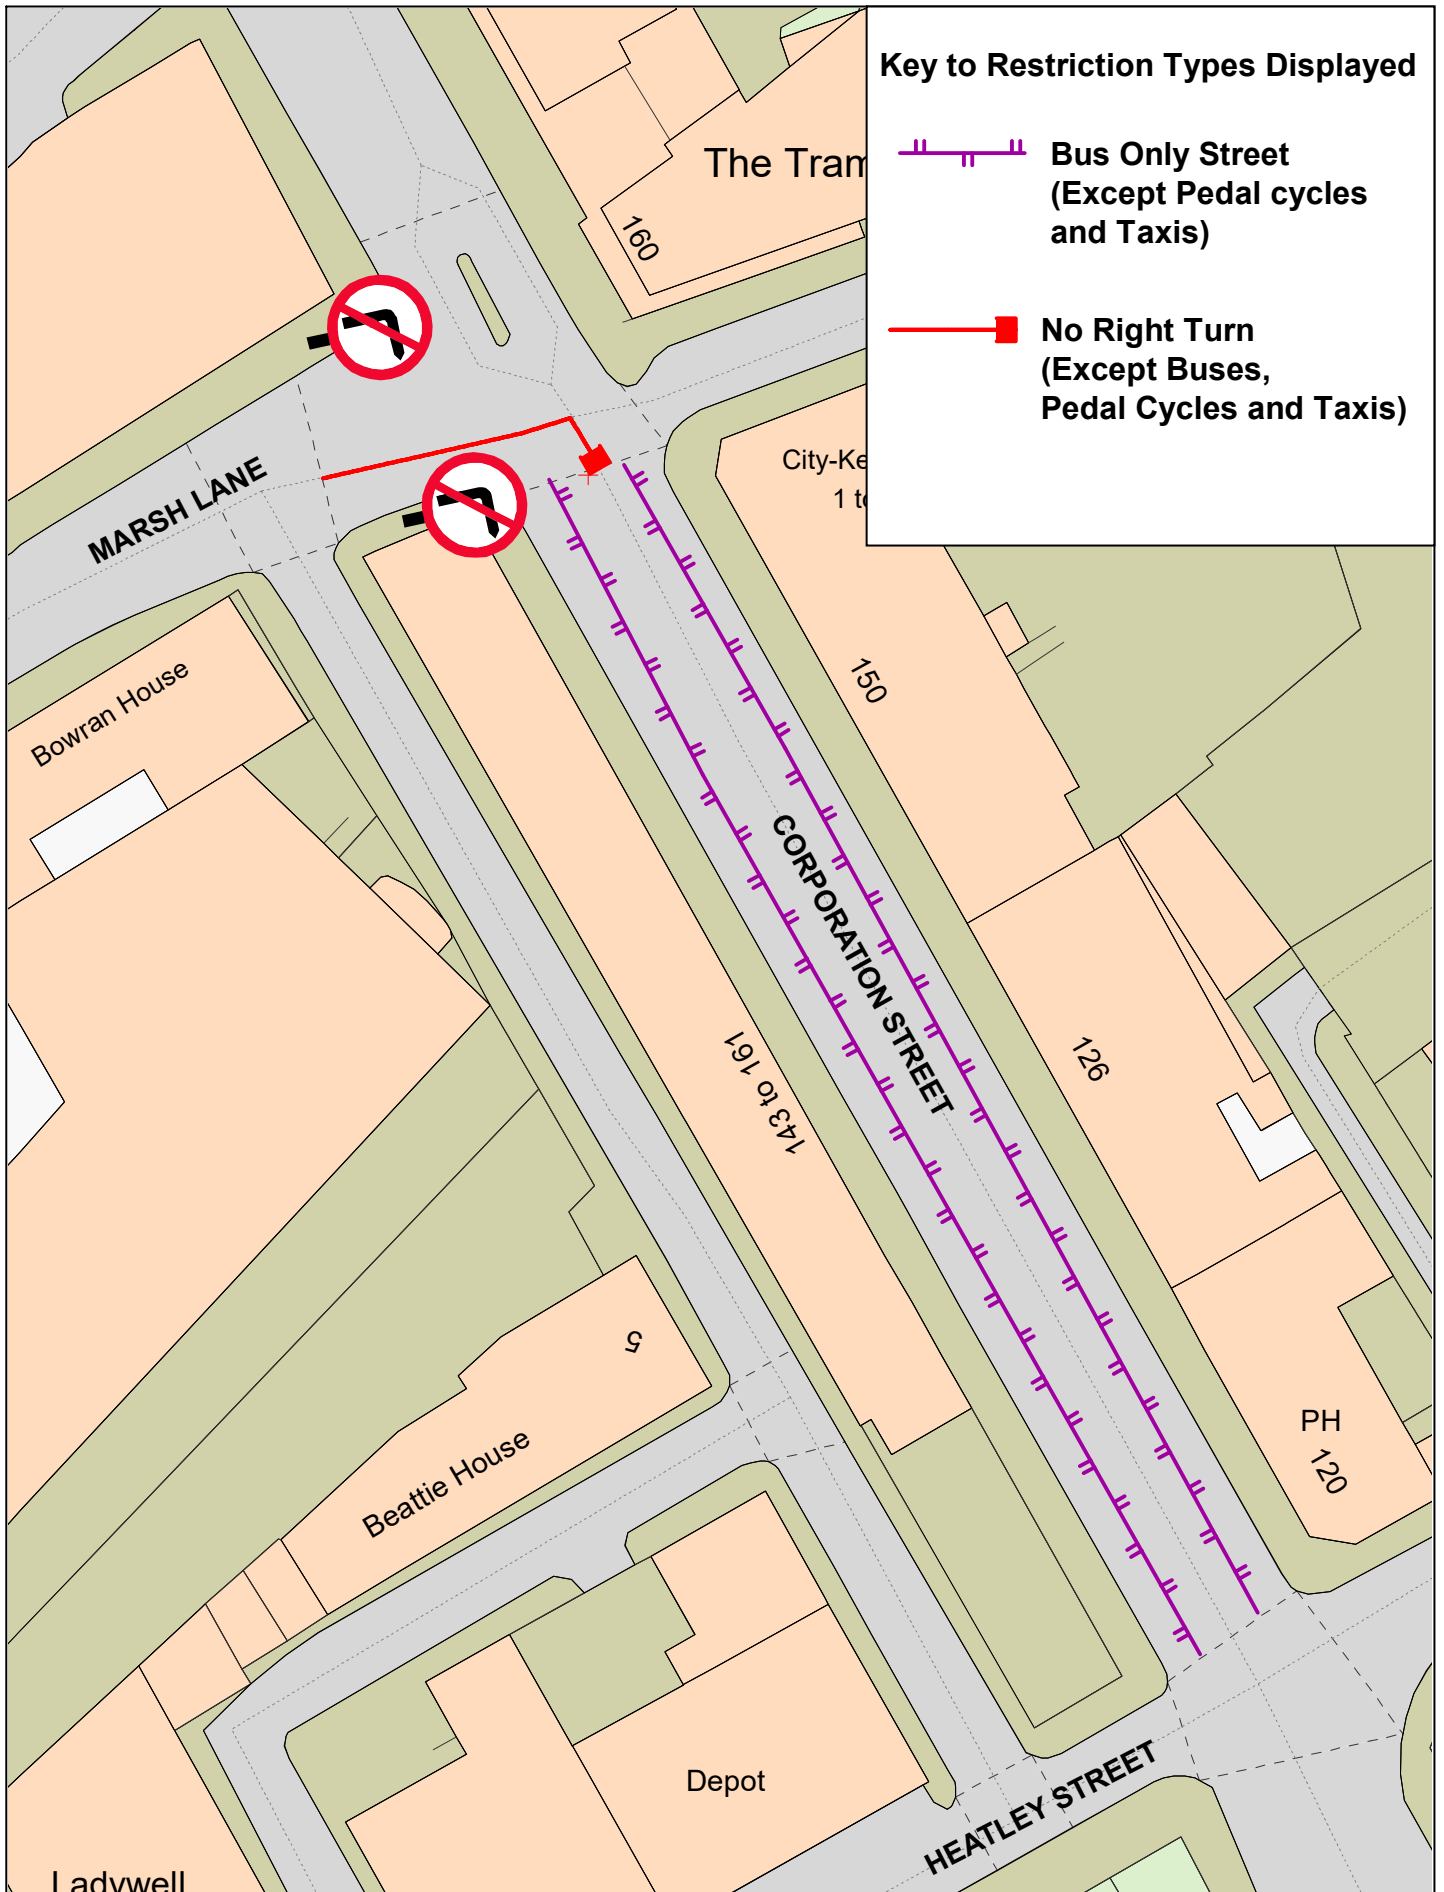 Key to Restriction Types Displayed
Bus Only Street
(Except Pedal cycles
and Taxis)
No Right Turn
(Except Buses,
Pedal Cycles and Taxis)
The Tram
160
City-Ke
1 to
MARSH LANE
Bowran House
150
CORPORATION STREET
143 to 161
126
5
Beattie House
PH
120
Depot
HEATLEY STREET
Ladywell